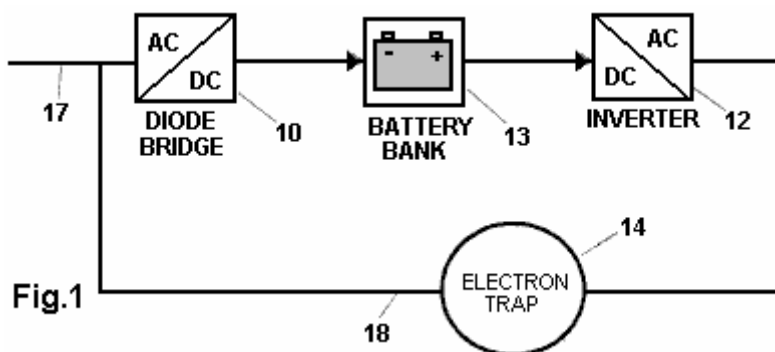 AC
DC
- +
AC
DC
17
DIODE
BRIDGE
10
BATTERY
BANK
13
INVERTER
12
14
ELECTRON
TRAP
Fig.1
18